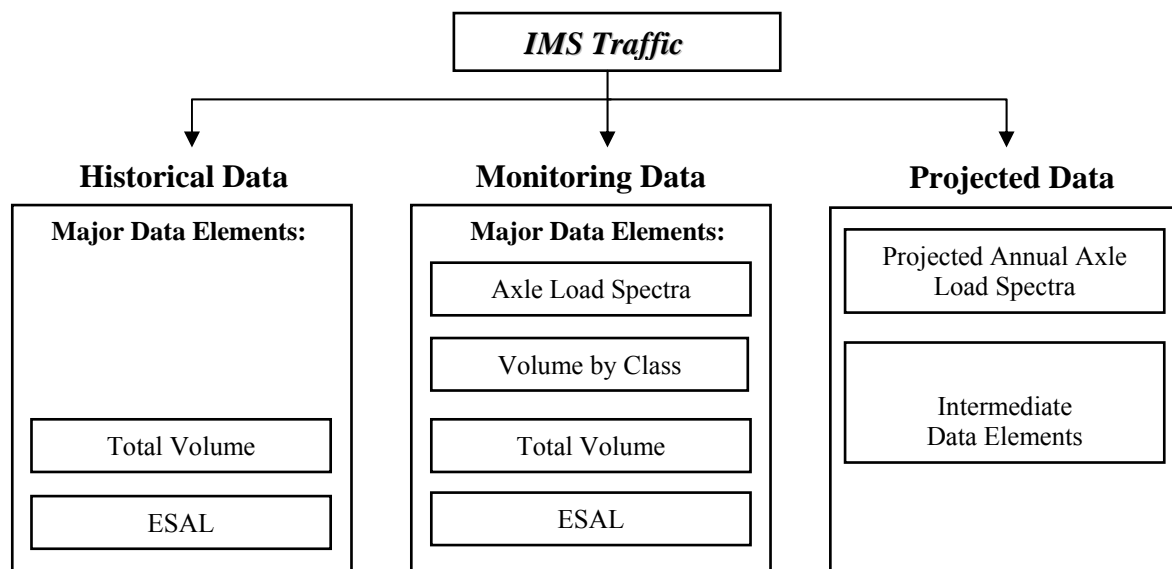 IMS Traffic
Historical Data
Major Data Elements:
Total Volume
ESAL
Monitoring Data
Major Data Elements:
Axle Load Spectra
Volume by Class
Total Volume
ESAL
Projected Data
Projected Annual Axle
Load Spectra
Intermediate
Data Elements